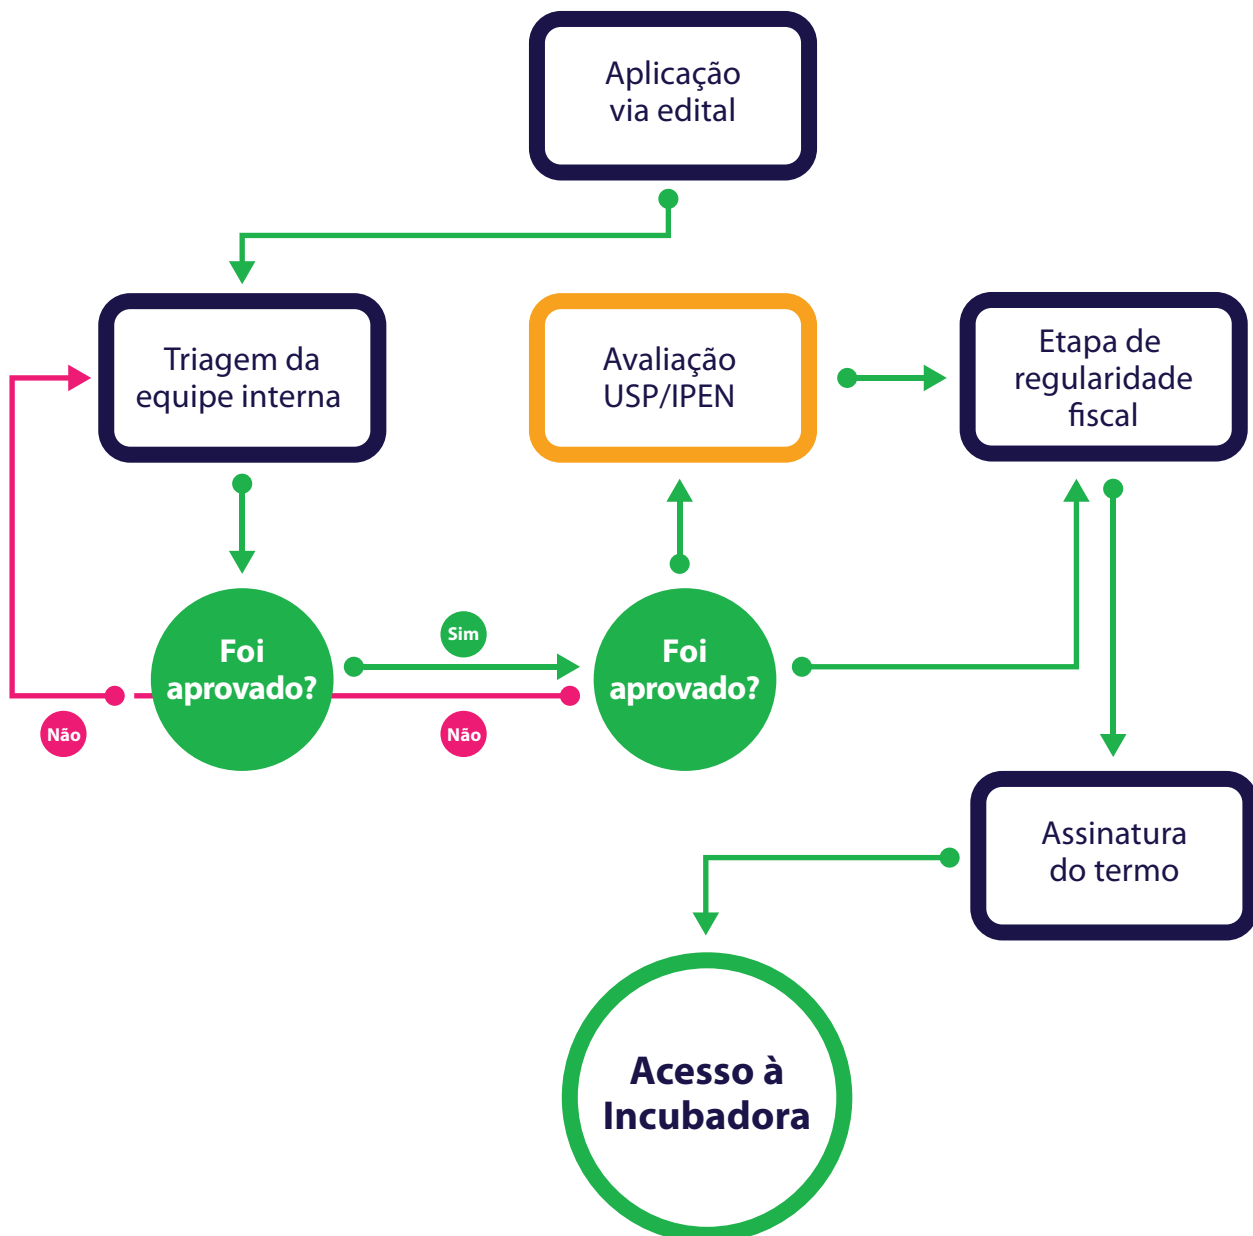 Aplicação
via edital
Triagem da
equipe interna
Avaliação
USP/IPEN
Etapa de
regularidade
fiscal
Foi
aprovado?
Sim
Foi
aprovado?
Não
Não
Assinatura
do termo
Acesso à
Incubadora